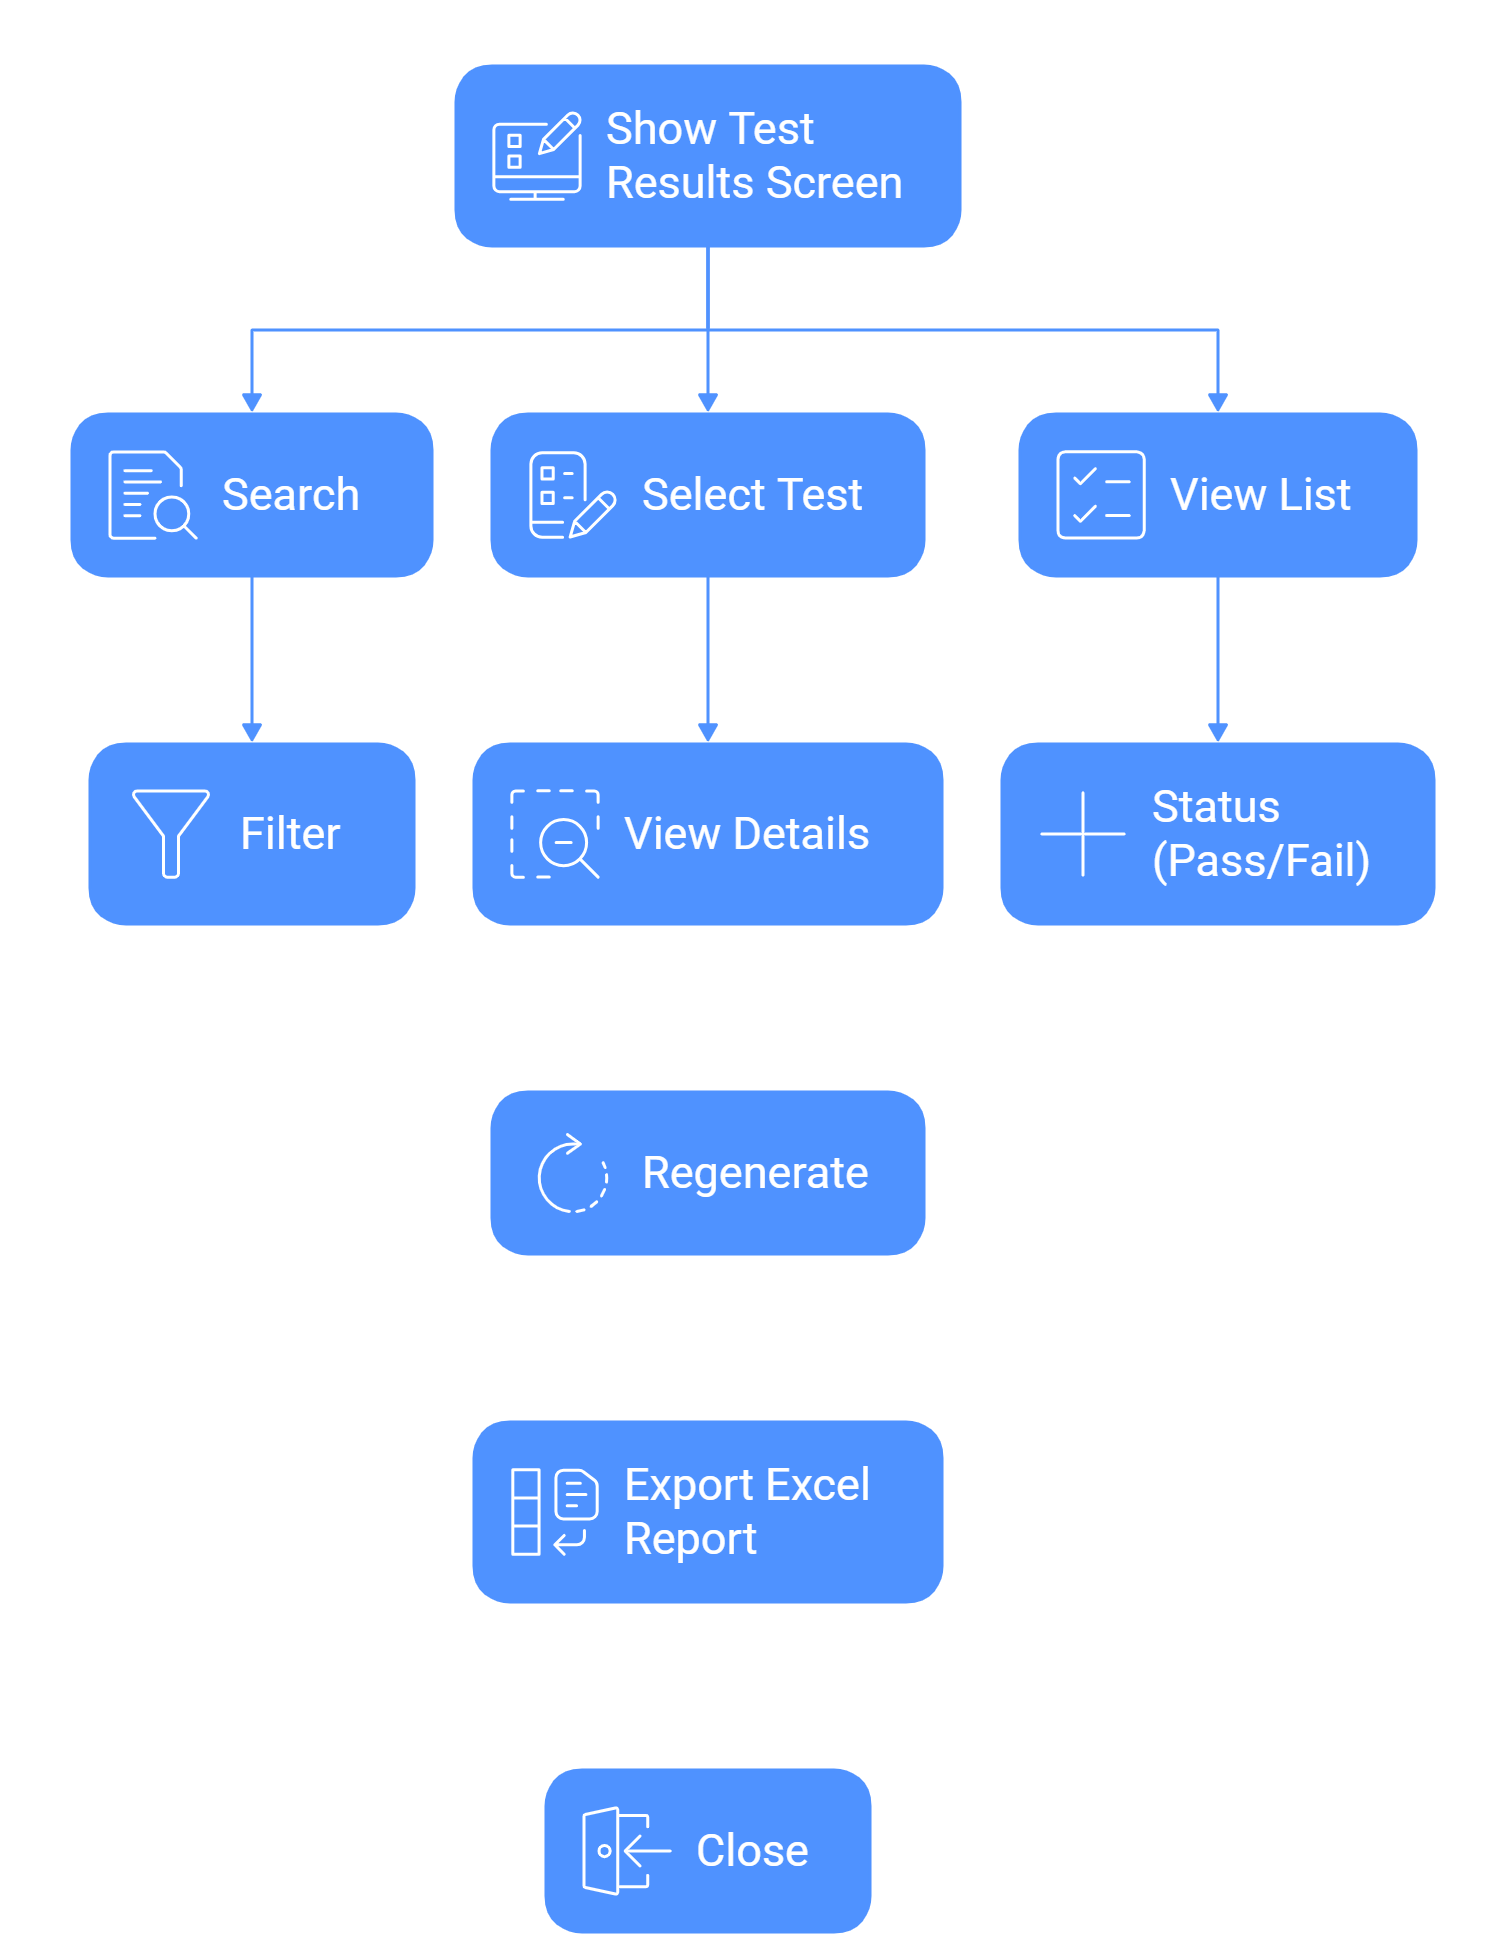 Show Test
Results Screen
Search
Select Test
View List
Filter
View Details
Status
(Pass/Fail)
Regenerate
Export Excel
Report
Close